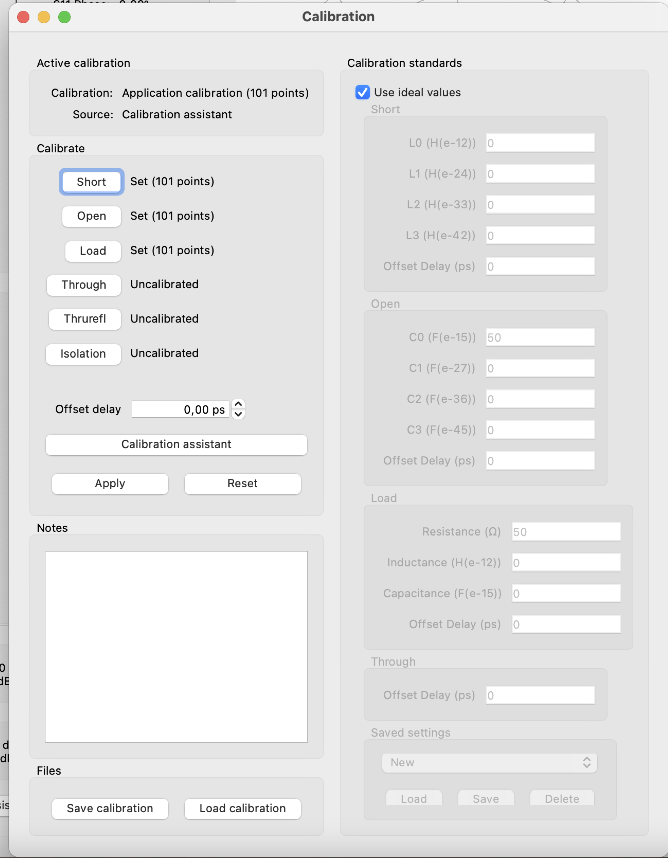 Calibration
Active calibration
Calibration: Application calibration (101 points)
Source: Calibration assistant
Calibrate
Short Set (101 points)
Open Set (101 points)
Load Set (101 points)
Through Uncalibrated
Thrurefl Uncalibrated
Isolation Uncalibrated
Offset delay 0,00 ps
Calibration assistant
Apply Reset
Notes
Files
Save calibration Load calibration
Calibration standards
Use ideal values
Short
L0 (H(e-12)) 0
L1 (H(e-24)) 0
L2 (H(e-33)) 0
L3 (H(e-42)) 0
Offset Delay (ps) 0
Open
C0 (F(e-15)) 50
C1 (F(e-27)) 0
C2 (F(e-36)) 0
C3 (F(e-45)) 0
Offset Delay (ps) 0
Load
Resistance (Ω) 50
Inductance (H(e-12)) 0
Capacitance (F(e-15)) 0
Offset Delay (ps) 0
Through
Offset Delay (ps) 0
Saved settings
New
Load Save Delete